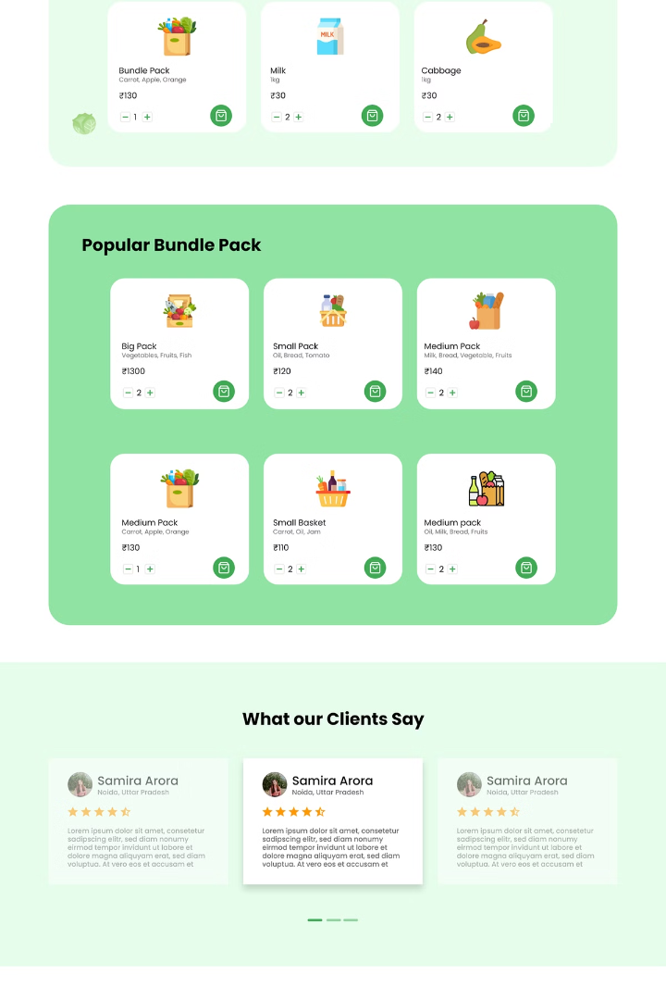 MILK
Bundle Pack
Carrot, Apple, Orange
₹130
1
Milk
1kg
₹30
2
Cabbage
1kg
₹30
2
Popular Bundle Pack
Big Pack
Vegetables, Fruits, Fish
₹1300
2
Small Pack
Oil, Bread, Tomato
₹120
2
Medium Pack
Milk, Bread, Vegetable, Fruits
₹140
2
Medium Pack
Carrot, Apple, Orange
₹130
1
Small Basket
Carrot, Oil, Jam
₹110
2
Medium pack
Oil, Milk, Bread, Fruits
₹130
2
What our Clients Say
Samira Arora
Noida, Uttar Pradesh
Lorem ipsum dolor sit amet, consetetur
sadipscing elitr, sed diam nonumy
eirmod tempor invidunt ut labore et
dolore magna aliquyam erat, sed diam
voluptua. At vero eos et accusam et
Samira Arora
Noida, Uttar Pradesh
Lorem ipsum dolor sit amet, consetetur
sadipscing elitr, sed diam nonumy
eirmod tempor invidunt ut labore et
dolore magna aliquyam erat, sed diam
voluptua. At vero eos et accusam et
Samira Arora
Noida, Uttar Pradesh
Lorem ipsum dolor sit amet, consetetur
sadipscing elitr, sed diam nonumy
eirmod tempor invidunt ut labore et
dolore magna aliquyam erat, sed diam
voluptua. At vero eos et accusam et